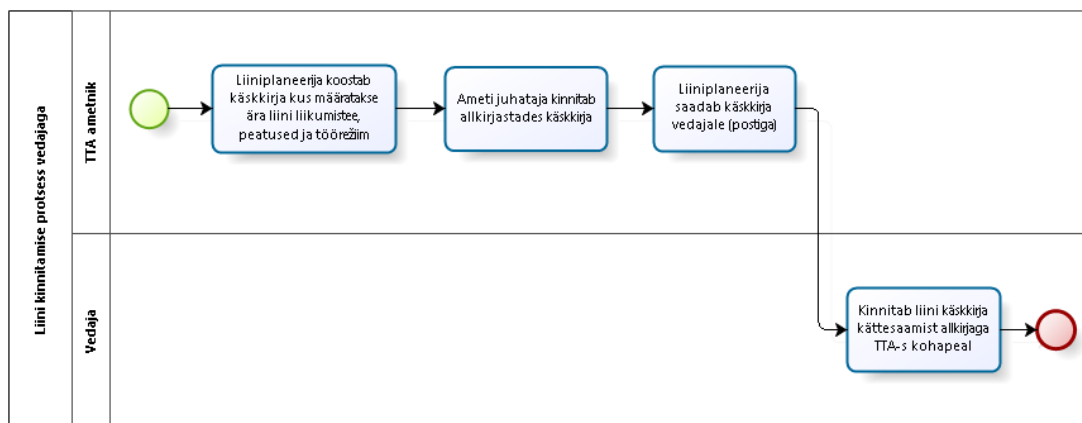 Liini kinnitamise protsess vedajaga
TTA ametnik
Liiniplaneerija koostab
käskkirja kus määratakse
ära liini liikumistee,
peatused ja töörežiim
Ameti juhataja kinnitab
allkirjastades käskkirja
Liiniplaneerija
saadab käskkirja
vedajale (postiga)
Vedaja
Kinnitab liini käskkirja
kättesaamist allkirjaga
TTA-s kohapeal